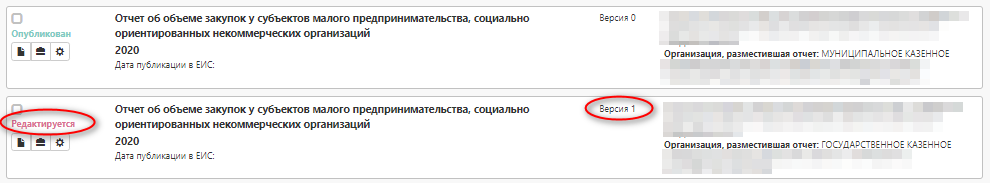 Отчет об объеме закупок у субъектов малого предпринимательства, социально
Версия 0
Опубликован
ориентированных некоммерческих организаций
2020
Организация, разместившая отчет: МУНИЦИПАЛЬНОЕ КАЗЕННОЕ
Дата публикации в ЕИС:
Отчет об объеме закупок у субъектов малого предпринимательства, социально
Версия 1
Редактируется
ориентированных некоммерческих организаций
2020
Организация, разместившая отчет: ГОСУДАРСТВЕННОЕ КАЗЕННОЕ
Дата публикации в ЕИС: